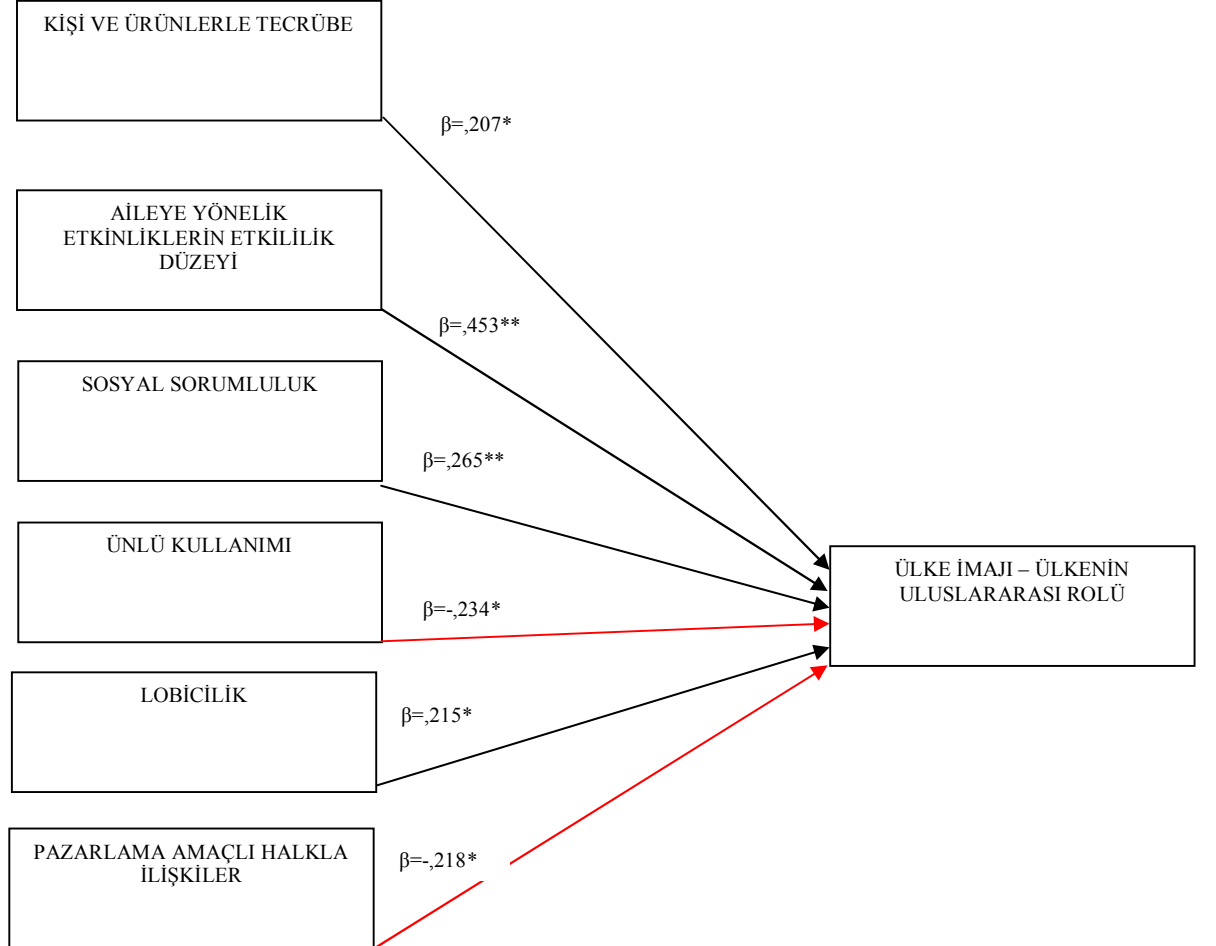 KİŞİ VE ÜRÜNLERLE TECRÜBE
β=,207*
AİLEYE YÖNELİK
ETKİNLİKLERİN ETKİLİLİK
DÜZEYİ
β=,453**
SOSYAL SORUMLULUK
β=,265**
ÜNLÜ KULLANIMI
β=-,234*
ÜLKE İMAJI – ÜLKENİN
ULUSLARARASI ROLÜ
LOBİCİLİK
β=,215*
PAZARLAMA AMAÇLI HALKLA
İLİŞKİLER
β=-,218*